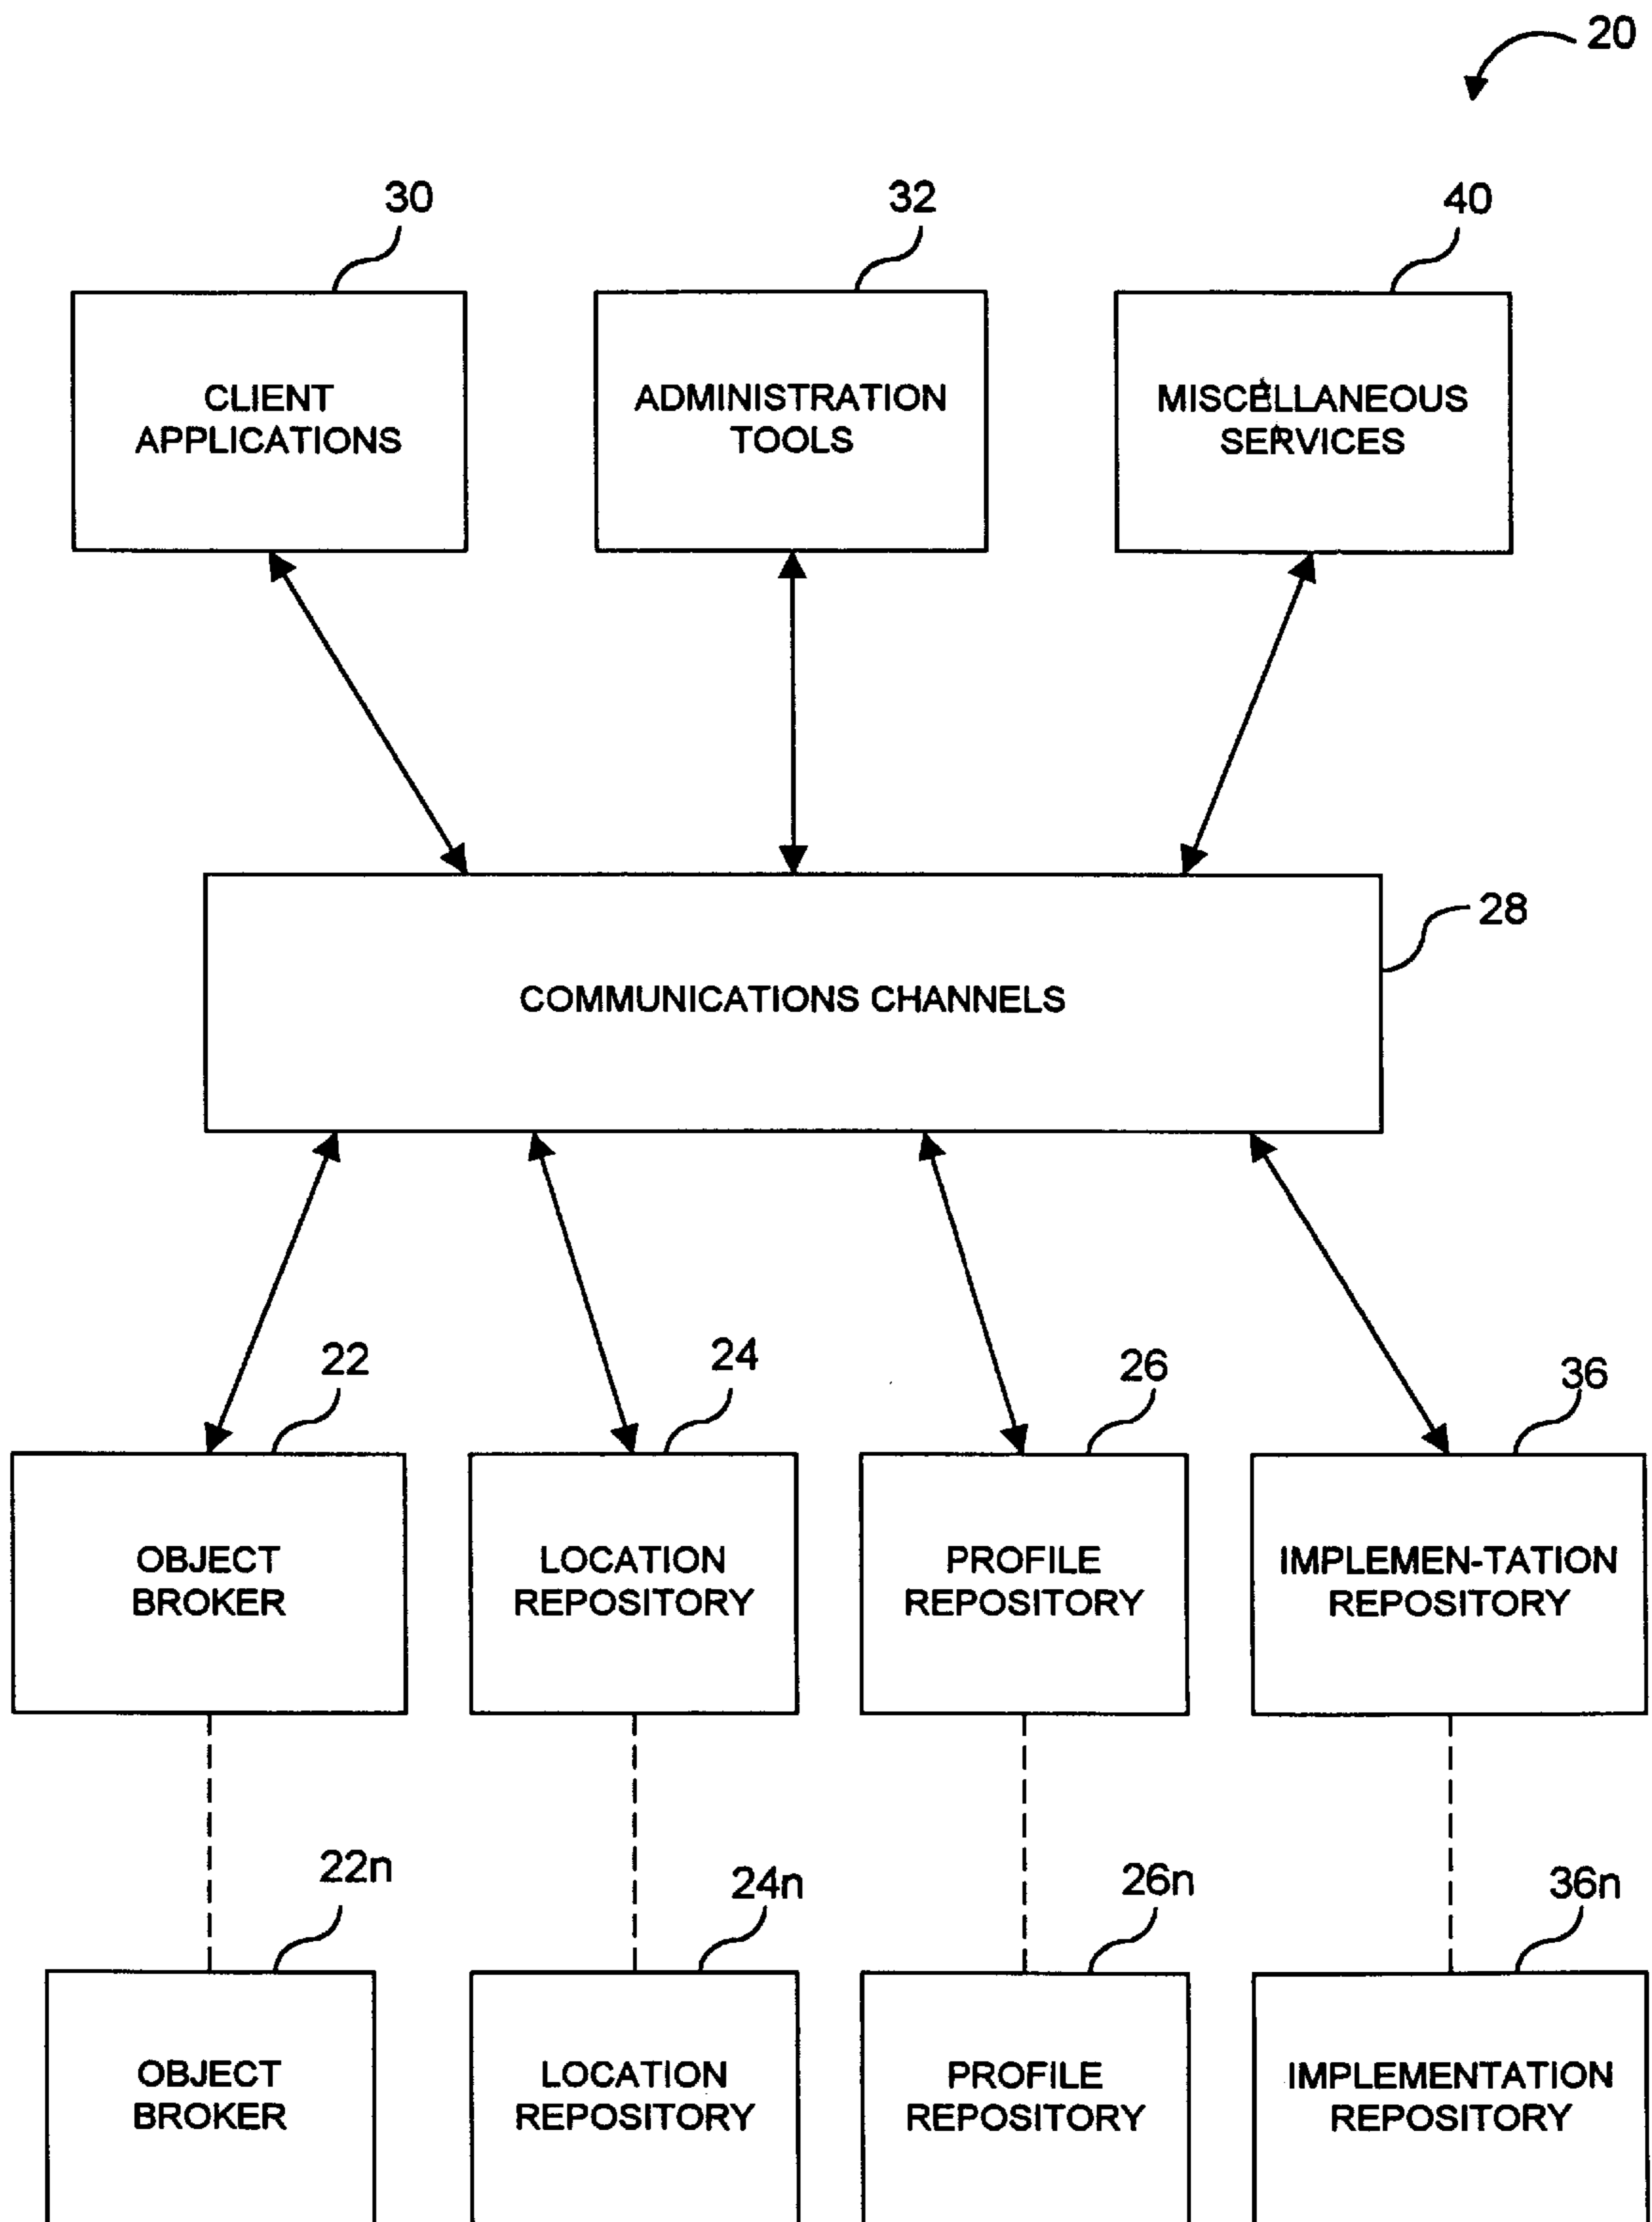 20
30
32
40
CLIENT
APPLICATIONS
ADMINISTRATION
TOOLS
MISCELLANEOUS
SERVICES
28
COMMUNICATIONS CHANNELS
22
24
26
36
OBJECT
BROKER
LOCATION
REPOSITORY
PROFILE
REPOSITORY
IMPLEMEN-TATION
REPOSITORY
22n
24n
26n
36n
OBJECT
BROKER
LOCATION
REPOSITORY
PROFILE
REPOSITORY
IMPLEMENTATION
REPOSITORY